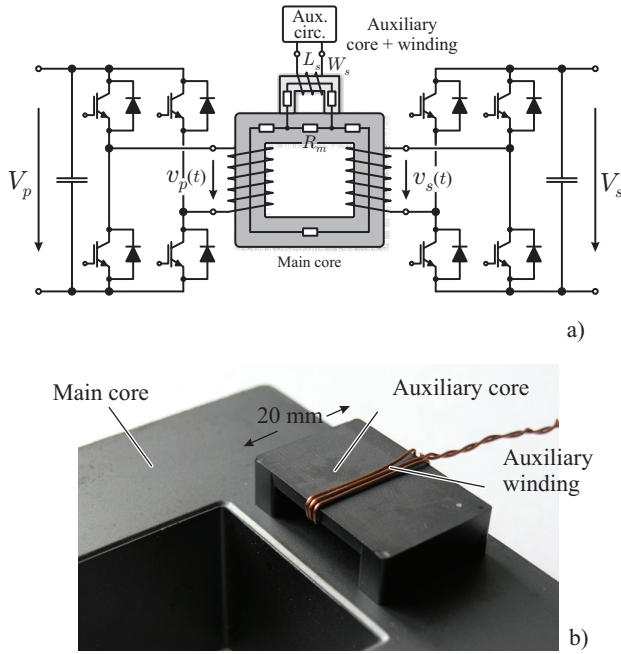 Aux.
circ.
Auxiliary
core + winding
L_s
W_s
R_m
V_p
v_p(t)
v_s(t)
V_s
Main core
a)
Main core
Auxiliary core
20 mm
Auxiliary
winding
b)